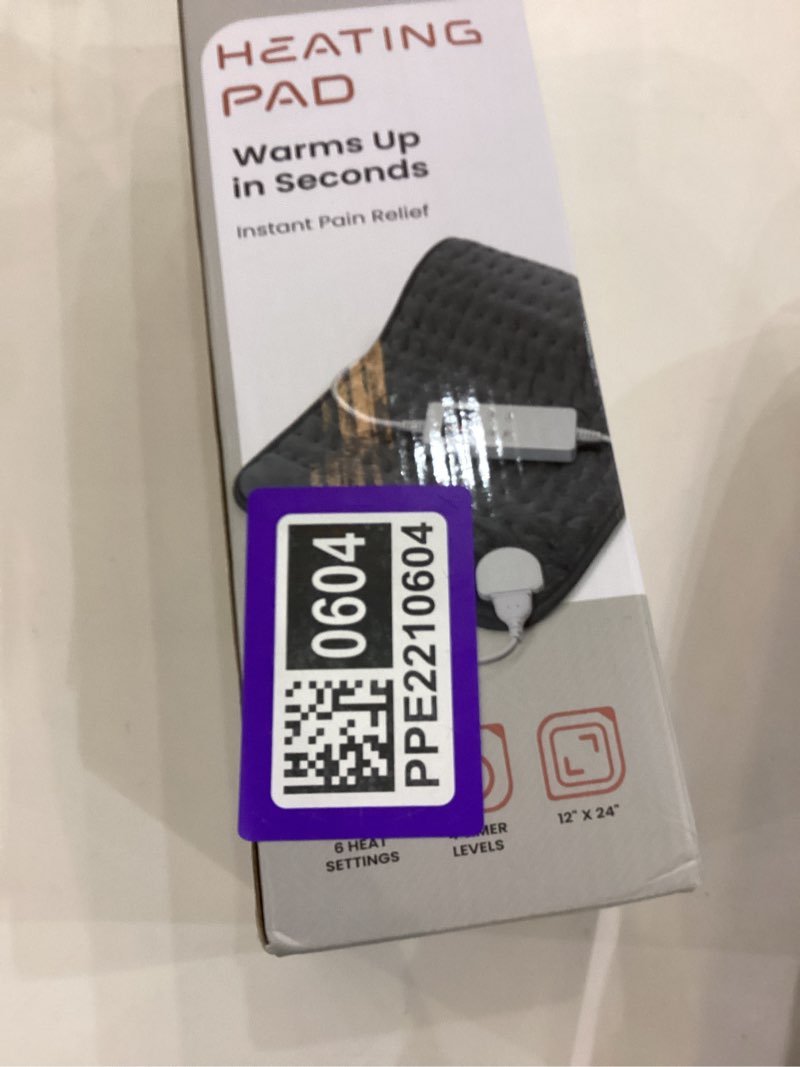 HEATING
PAD
Warms Up
in Seconds
Instant Pain Relief
0604
PPE2210604
6 HEAT
SETTINGS
LEVELS
12" X 24"